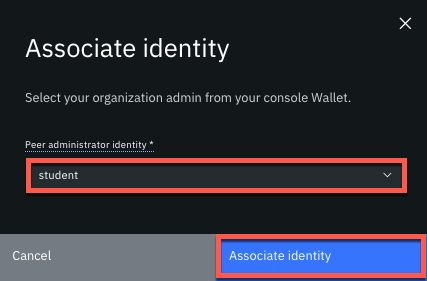 Associate identity
Select your organization admin from your console Wallet.
Peer administrator identity *
student
Cancel
Associate identity